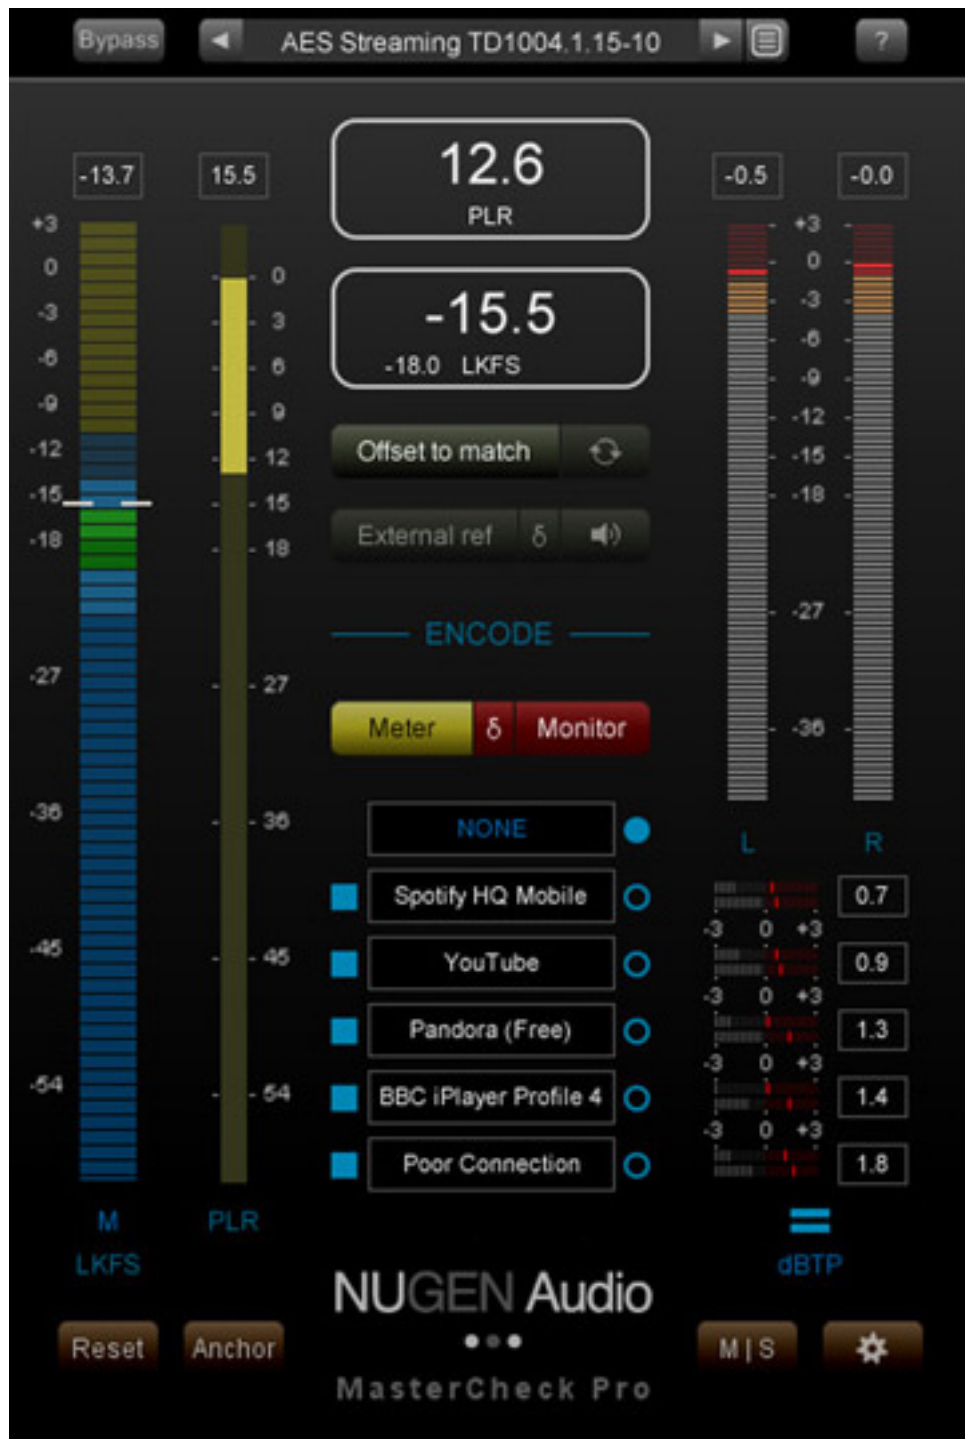 Bypass ◄ AES Streaming TD1004.1.15-10 ► ?
-13.7 15.5 12.6 -0.5 -0.0
PLR
+3 +3
0 0 0
-3 3 -3
-15.5
-6 6 -18.0 LKFS -6
-9 9 -9
-12 12 Offset to match -12
-15 15 -15
-18 18 External ref δ -18
ENCODE
-27 27 -27
Meter δ Monitor
-36 36 -36
NONE
L R
Spotify HQ Mobile 0.7
-3 0 +3
-45 45 YouTube 0.9
-3 0 +3
Pandora (Free) 1.3
-3 0 +3
-54 54 BBC iPlayer Profile 4 1.4
-3 0 +3
Poor Connection 1.8
M PLR
LKFS dBTP
NUGEN Audio
Reset Anchor M | S
MasterCheck Pro